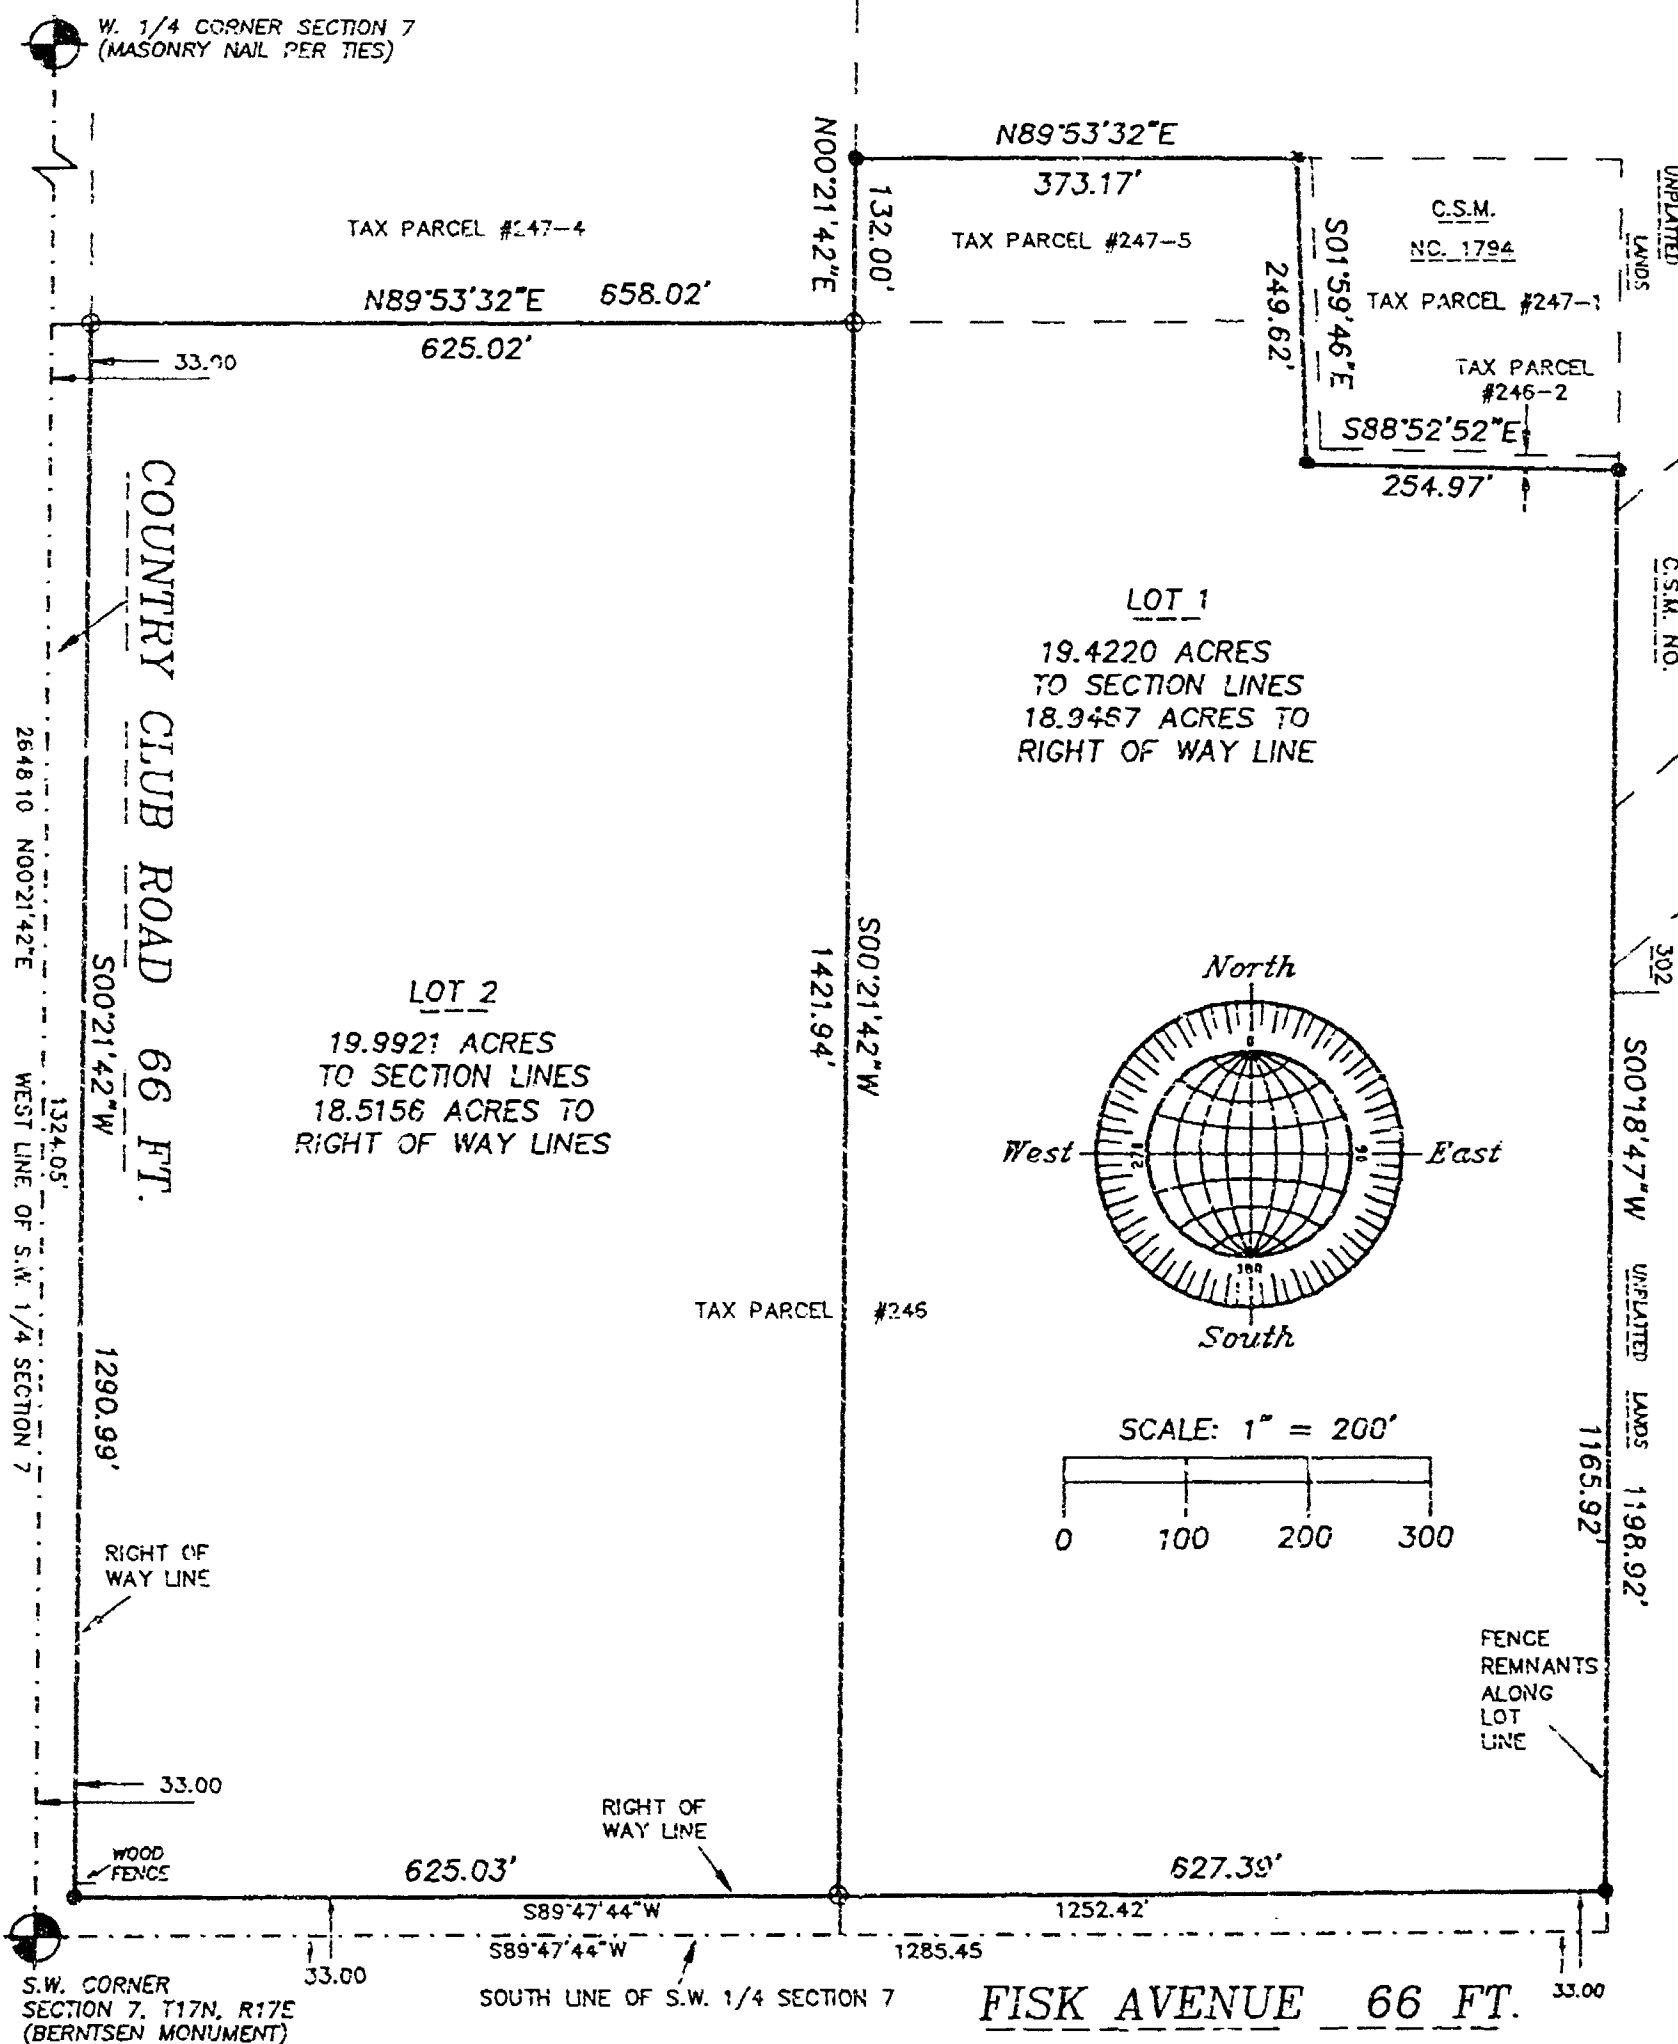 W. 1/4 CORNER SECTION 7
(MASONRY NAIL PER TIES)
N89°53'32"E
373.17'
N00°21'42"E
132.00'
TAX PARCEL #247-4
TAX PARCEL #247-5
C.S.M.
NO. 1794
TAX PARCEL #247-1
UNPLATTED
LANDS
S01°59'46"E
249.62'
N89°53'32"E 658.02'
625.02'
33.00
TAX PARCEL
#246-2
S88°52'52"E
254.97'
COUNTRY CLUB ROAD 66 FT.
C.S.M. NO.
302
LOT 1
19.4220 ACRES
TO SECTION LINES
18.9467 ACRES TO
RIGHT OF WAY LINE
2648.10 N00°21'42"E
WEST LINE OF S.W. 1/4 SECTION 7
1324.05'
S00°21'42"W
1290.99'
LOT 2
19.9921 ACRES
TO SECTION LINES
18.5156 ACRES TO
RIGHT OF WAY LINES
S00°21'42"W
1421.94'
North
0
West
270
90
East
180
South
S00°18'47"W
UNPLATTED LANDS
1198.92'
1165.92'
TAX PARCEL #246
SCALE: 1" = 200'
0 100 200 300
RIGHT OF
WAY LINE
FENCE
REMNANTS
ALONG
LOT
LINE
33.00
RIGHT OF
WAY LINE
WOOD
FENCE
625.03'
627.39'
S89°47'44"W
1252.42'
S89°47'44"W
1285.45
33.00
33.00
S.W. CORNER
SECTION 7, T17N, R17E
(BERNTSEN MONUMENT)
SOUTH LINE OF S.W. 1/4 SECTION 7
FISK AVENUE 66 FT.